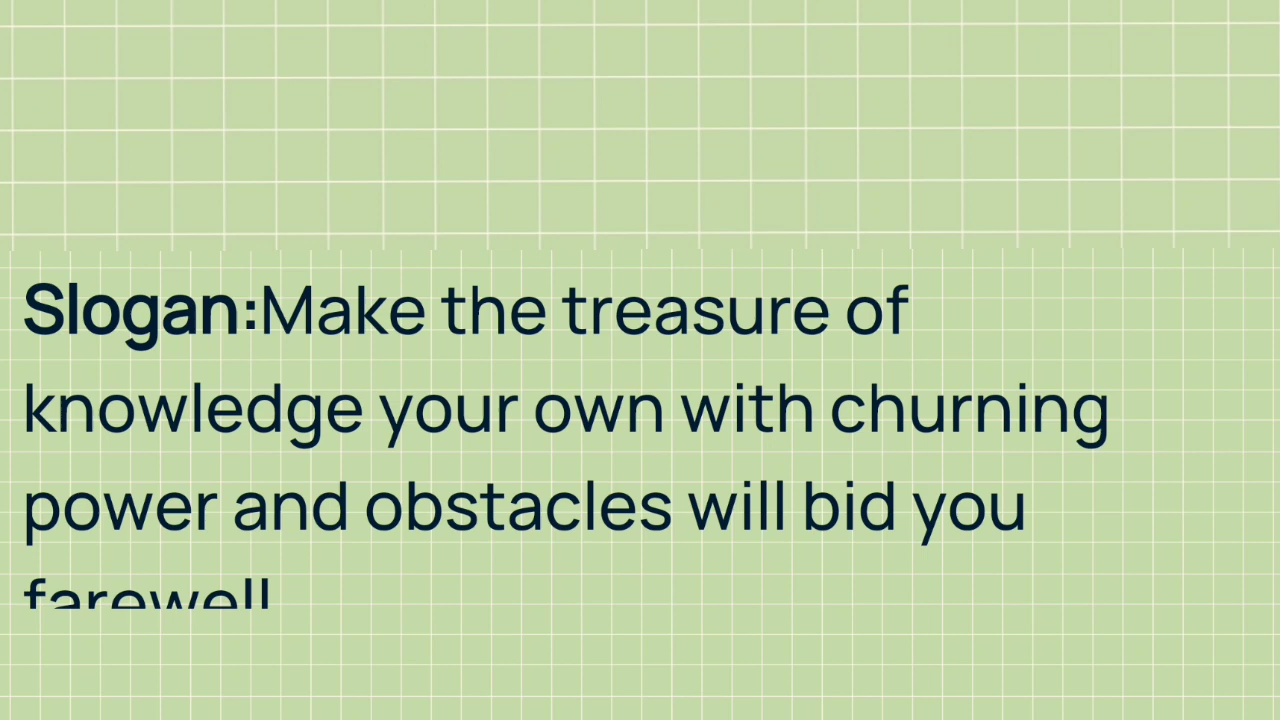 Slogan:Make the treasure of
knowledge your own with churning
power and obstacles will bid you
farewell